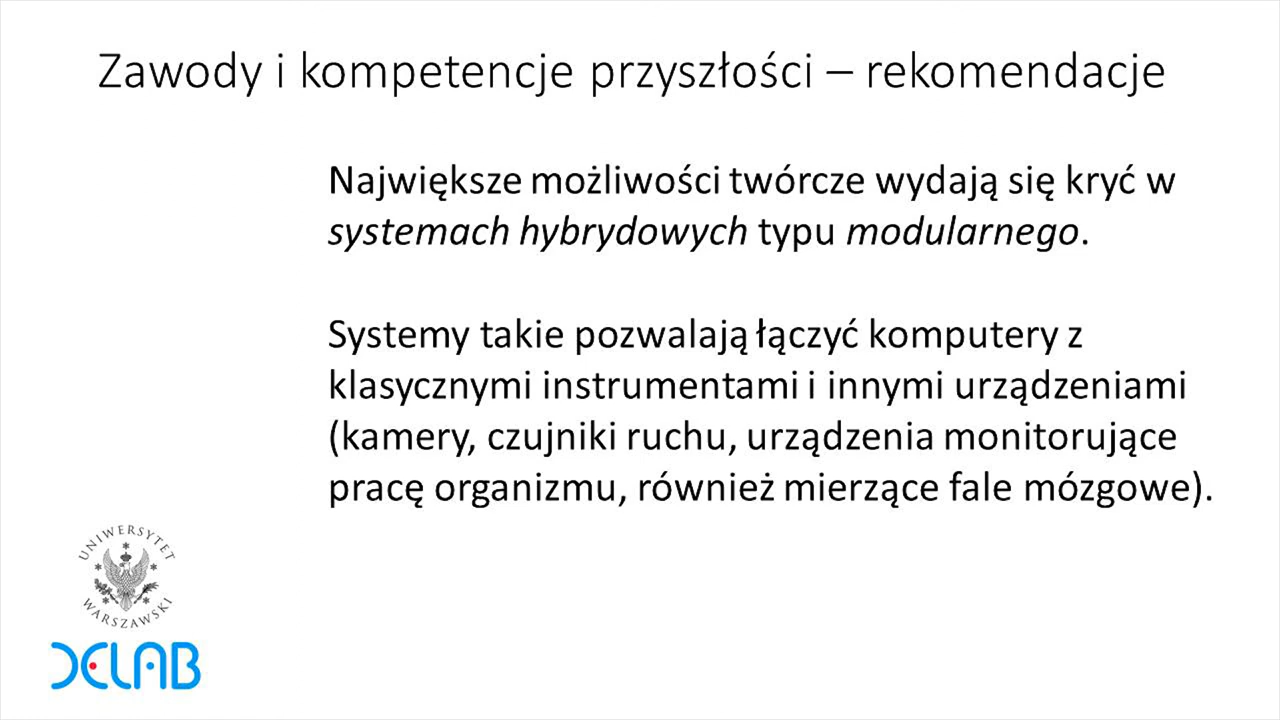 Zawody i kompetencje przyszłości – rekomendacje
Największe możliwości twórcze wydają się kryć w
systemach hybrydowych typu modularnego.
Systemy takie pozwalają łączyć komputery z
klasycznymi instrumentami i innymi urządzeniami
(kamery, czujniki ruchu, urządzenia monitorujące
pracę organizmu, również mierzące fale mózgowe).
UNIWERSYTET
WARSZAWSKI
DELAB